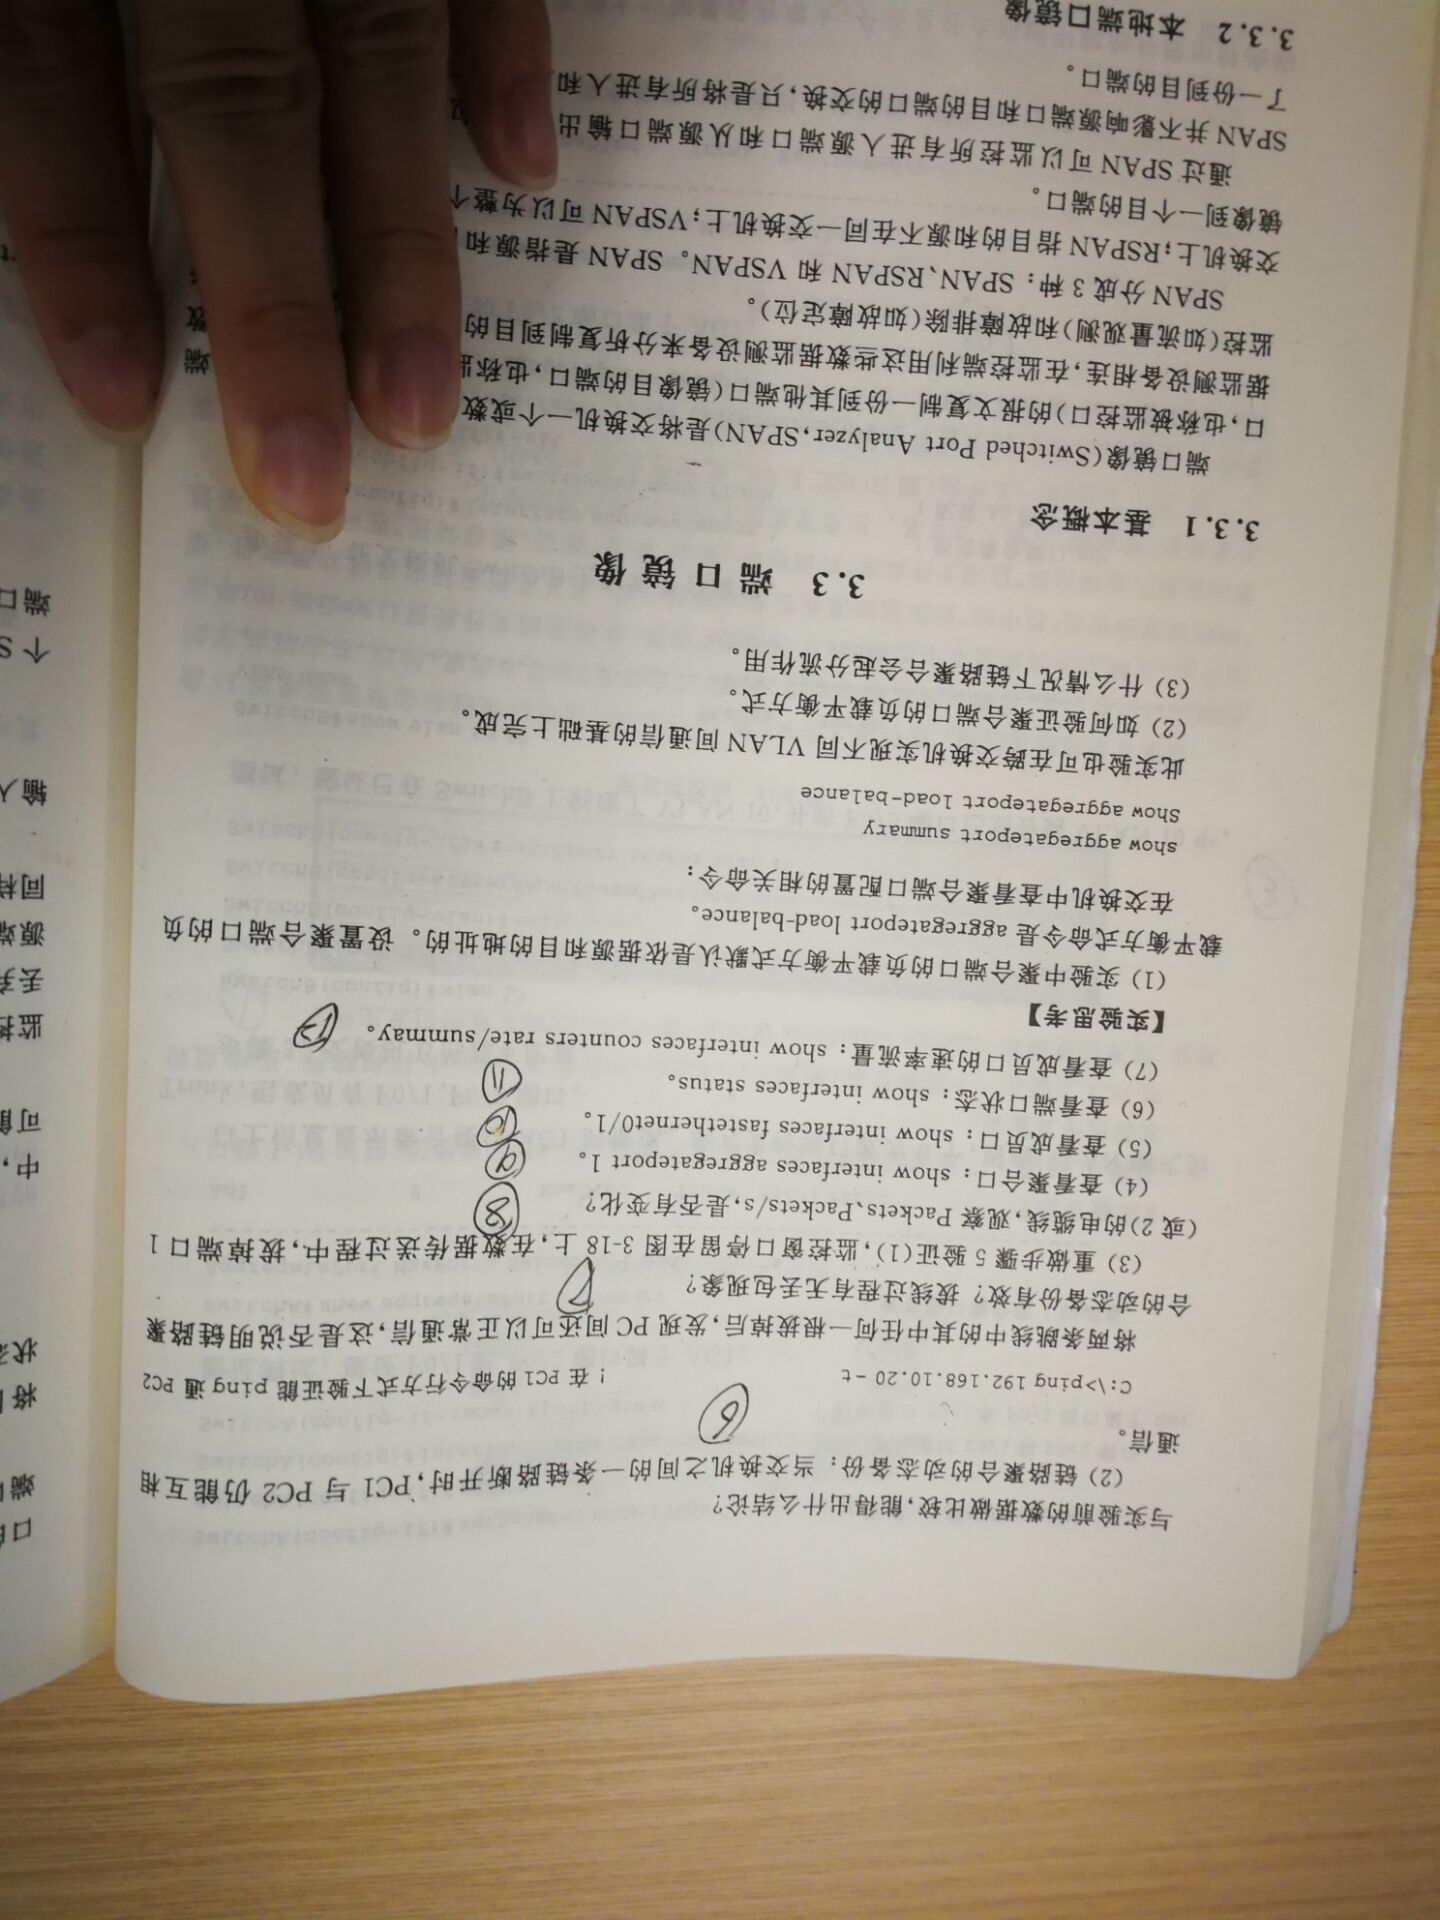 与实验前的数据做比较,能得出什么结论?
(2) 链路聚合的动态备份: 当交换机之间的一条链路断开时,PC1 与 PC2 仍能互相
通信。
⑥
C:\>ping 192.168.10.20 -t ! 在 PC1 的命令行方式下验证能 ping 通 PC2
将两条跳线中的其中任何一根拔掉后,发现 PC 间还可以正常通信,这是否说明链路聚
合的动态备份有效? 拔线过程有无丢包现象? ⑦
(3) 重做步骤 5 验证(1),监控窗口停留在图 3-18 上,在数据传送过程中,拔掉端口 1
(或 2)的电缆线,观察 Packets、Packets/s,是否有变化? ⑧
(4) 查看聚合口: show interfaces aggregateport 1。 ⑨
(5) 查看成员口: show interfaces fastethernet0/1。 ⑩
(6) 查看端口状态: show interfaces status。 ⑪
(7) 查看成员口的速率流量: show interfaces counters rate/summay。 ⑫
【实验思考】
(1) 实验中聚合端口的负载平衡方式默认是依据源和目的地址的。设置聚合端口的负
载平衡方式命令是 aggregateport load-balance。
在交换机中查看聚合端口配置的相关命令:
show aggregateport summary
Show aggregateport load-balance
此实验也可在跨交换机实现不同 VLAN 间通信的基础上完成。
(2) 如何验证聚合端口的负载平衡方式。
(3) 什么情况下链路聚合会起分流作用。
3.3 端口镜像
3.3.1 基本概念
端口镜像(Switched Port Analyzer,SPAN)是将交换机一个或数
口,也称被监控口)的报文复制一份到其他端口(镜像目的端口,也称监 端
据监测设备相连,在监控端利用这些数据监测设备来分析复制到目的 数
监控(如流量观测)和故障排除(如故障定位)。
SPAN 分成 3 种: SPAN、RSPAN 和 VSPAN。SPAN 是指源和
交换机上;RSPAN 指目的和源不在同一交换机上;VSPAN 可以为整个
镜像到一个目的端口。
通过 SPAN 可以监控所有进入源端口和从源端口输出 包
SPAN 并不影响源端口和目的端口的交换,只是将所有进入和
了一份到目的端口。
3.3.2 本地端口镜像
口的
端口
将
状态
中,
可能
监控
丢弃
源端
同样
输入
个 S
端口